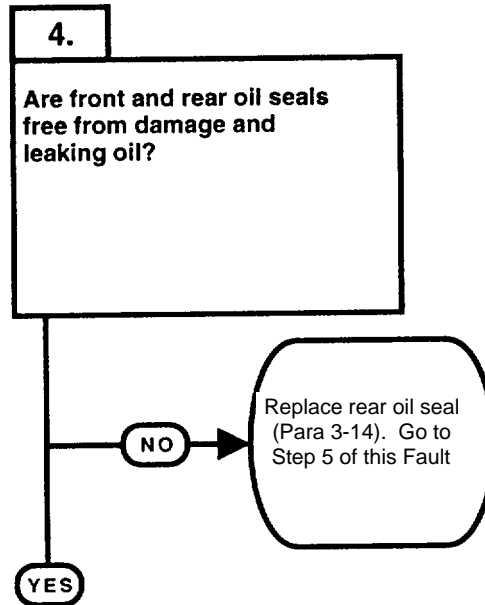 4.
Are front and rear oil seals
free from damage and
leaking oil?
Replace rear oil seal
(Para 3-14). Go to
Step 5 of this Fault
NO
YES